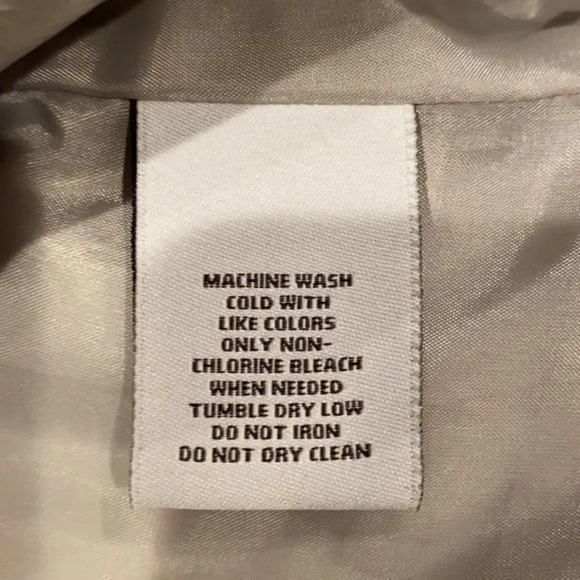 MACHINE WASH
COLD WITH
LIKE COLORS
ONLY NON-
CHLORINE BLEACH
WHEN NEEDED
TUMBLE DRY LOW
DO NOT IRON
DO NOT DRY CLEAN